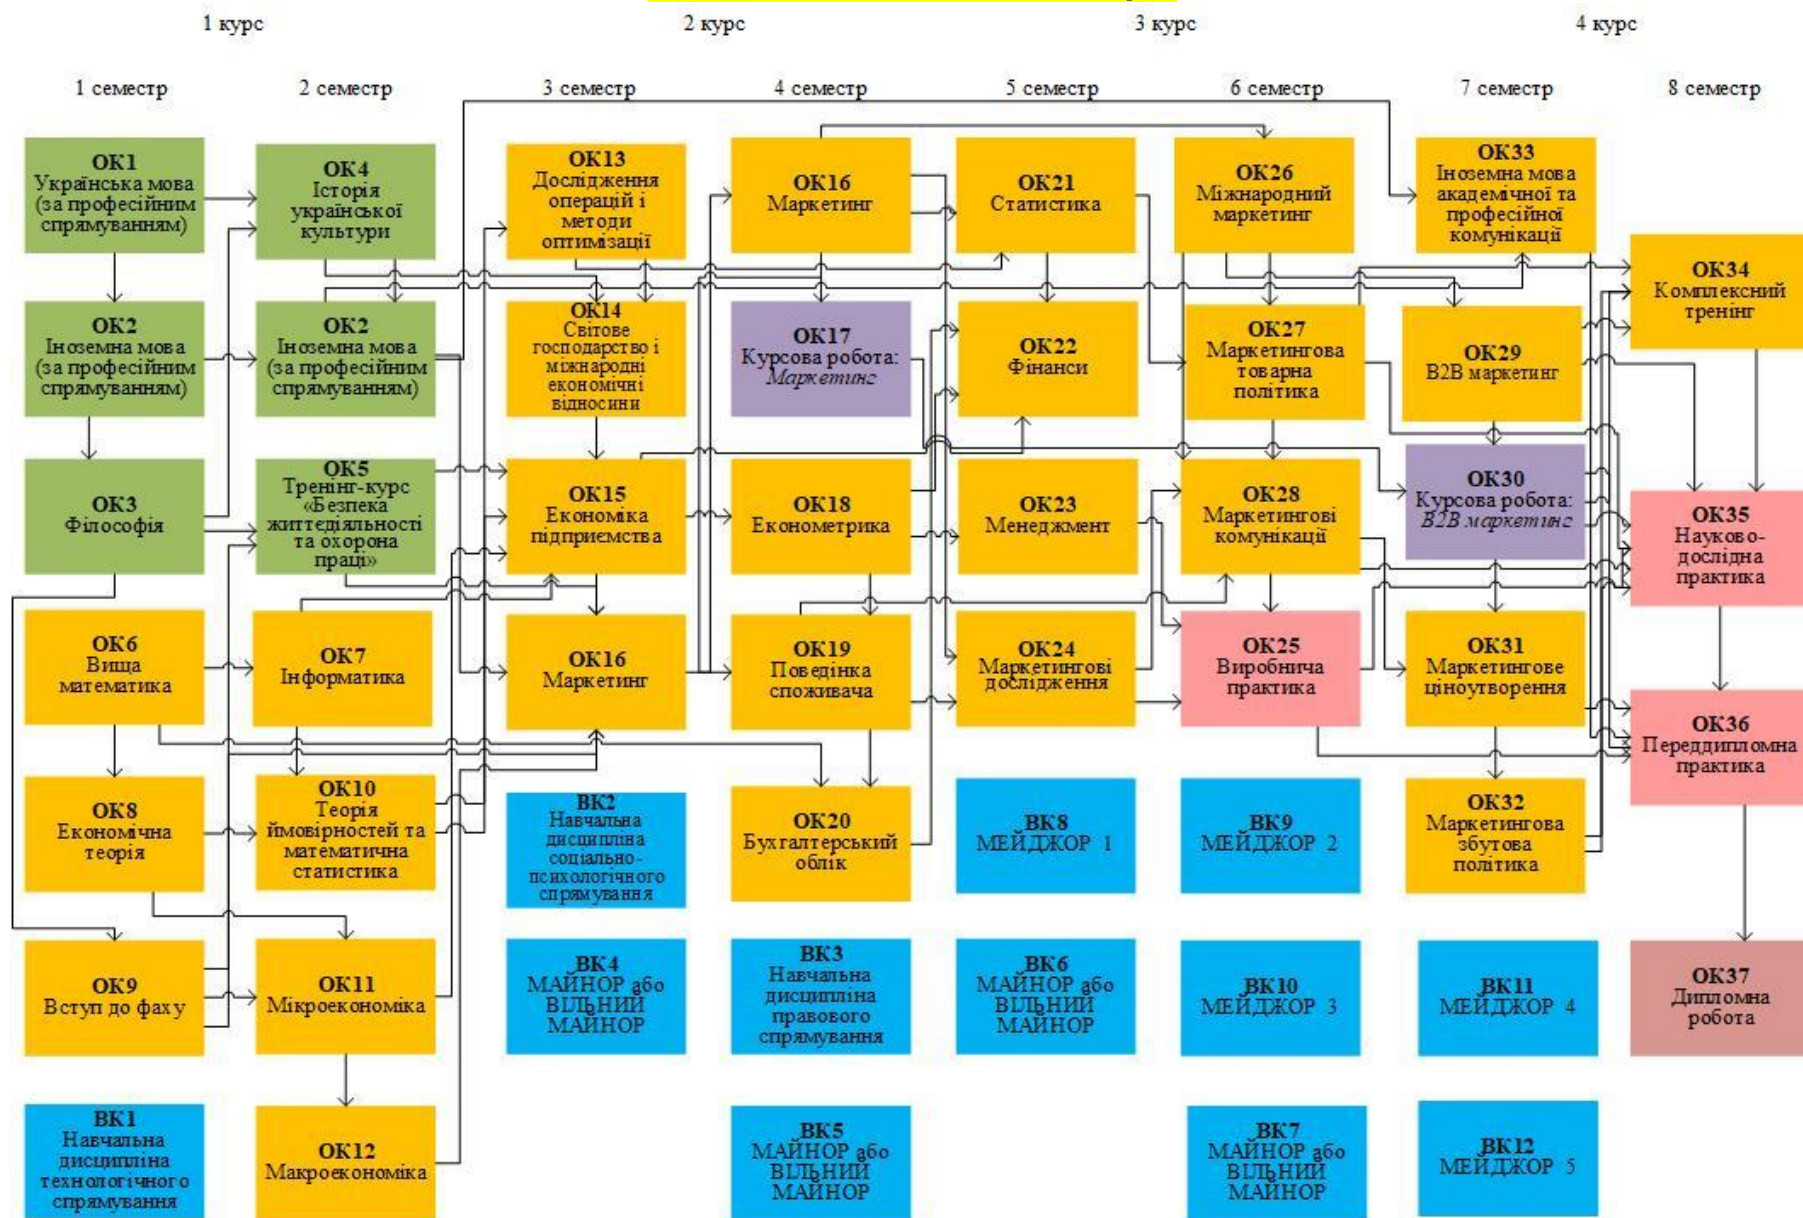 1 курс
2 курс
3 курс
4 курс
1 семестр
2 семестр
3 семестр
4 семестр
5 семестр
6 семестр
7 семестр
8 семестр
ОК1
Українська мова
(за професійним
спрямуванням)
ОК2
Іноземна мова
(за професійним
спрямуванням)
ОК3
Філософія
ОК6
Вища
математика
ОК8
Економічна
теорія
ОК9
Вступ до фаху
ВК1
Навчальна
дисципліна
технологічного
спрямування
ОК4
Історія
української
культури
ОК2
Іноземна мова
(за професійним
спрямуванням)
ОК5
Тренінг-курс
«Безпека
життєдіяльності
та охорона
праці»
ОК7
Інформатика
ОК10
Теорія
ймовірностей та
математична
статистика
ОК11
Мікроекономіка
ОК12
Макроекономіка
ОК13
Дослідження
операцій і
методи
оптимізації
ОК14
Світове
господарство і
міжнародні
економічні
відносини
ОК15
Економіка
підприємства
ОК16
Маркетинг
ВК2
Навчальна
дисципліна
соціально-
психологічного
спрямування
ВК4
МАЙНОР або
ВІЛЬНИЙ
МАЙНОР
ОК16
Маркетинг
ОК17
Курсова робота:
Маркетинг
ОК18
Економетрика
ОК19
Поведінка
споживача
ОК20
Бухгалтерський
облік
ВК3
Навчальна
дисципліна
правового
спрямування
ВК5
МАЙНОР або
ВІЛЬНИЙ
МАЙНОР
ОК21
Статистика
ОК22
Фінанси
ОК23
Менеджмент
ОК24
Маркетингові
дослідження
ВК8
МЕЙДЖОР 1
ВК6
МАЙНОР або
ВІЛЬНИЙ
МАЙНОР
ОК26
Міжнародний
маркетинг
ОК27
Маркетингова
товарна
політика
ОК28
Маркетингові
комунікації
ОК25
Виробнича
практика
ВК9
МЕЙДЖОР 2
ВК10
МЕЙДЖОР 3
ВК7
МАЙНОР або
ВІЛЬНИЙ
МАЙНОР
ОК33
Іноземна мова
академічної та
професійної
комунікації
ОК29
В2В маркетинг
ОК30
Курсова робота:
В2В маркетинг
ОК31
Маркетингове
ціноутворення
ОК32
Маркетингова
збутова
політика
ВК11
МЕЙДЖОР 4
ВК12
МЕЙДЖОР 5
ОК34
Комплексний
тренінг
ОК35
Науково-
дослідна
практика
ОК36
Переддипломна
практика
ОК37
Дипломна
робота